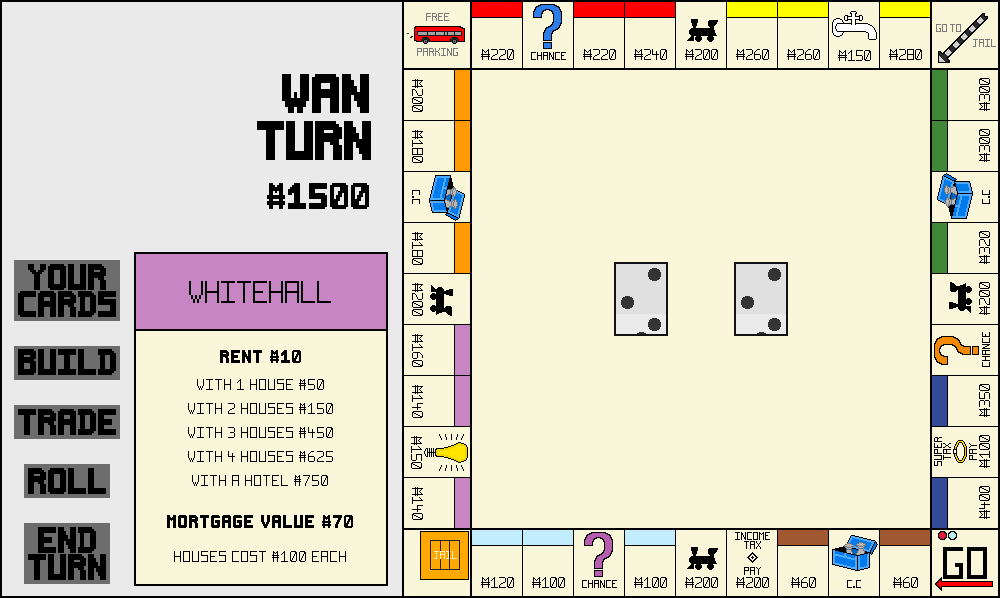 WAN
TURN
₩1500
YOUR
CARDS
BUILD
TRADE
ROLL
END
TURN
WHITEHALL
RENT ₩10
WITH 1 HOUSE ₩50
WITH 2 HOUSES ₩150
WITH 3 HOUSES ₩450
WITH 4 HOUSES ₩625
WITH A HOTEL ₩750
MORTGAGE VALUE ₩70
HOUSES COST ₩100 EACH
FREE
PARKING
₩220
CHANCE
₩220
₩240
₩200
₩260
₩260
₩150
₩280
GO TO
JAIL
₩200
₩180
C.C
₩180
₩200
₩160
₩140
₩150
₩140
₩300
₩300
C.C
₩320
₩200
CHANCE
₩350
SUPER
TAX
PAY
₩100
₩400
JAIL
₩120
₩100
CHANCE
₩100
₩200
INCOME
TAX
PAY
₩200
₩60
C.C
₩60
GO